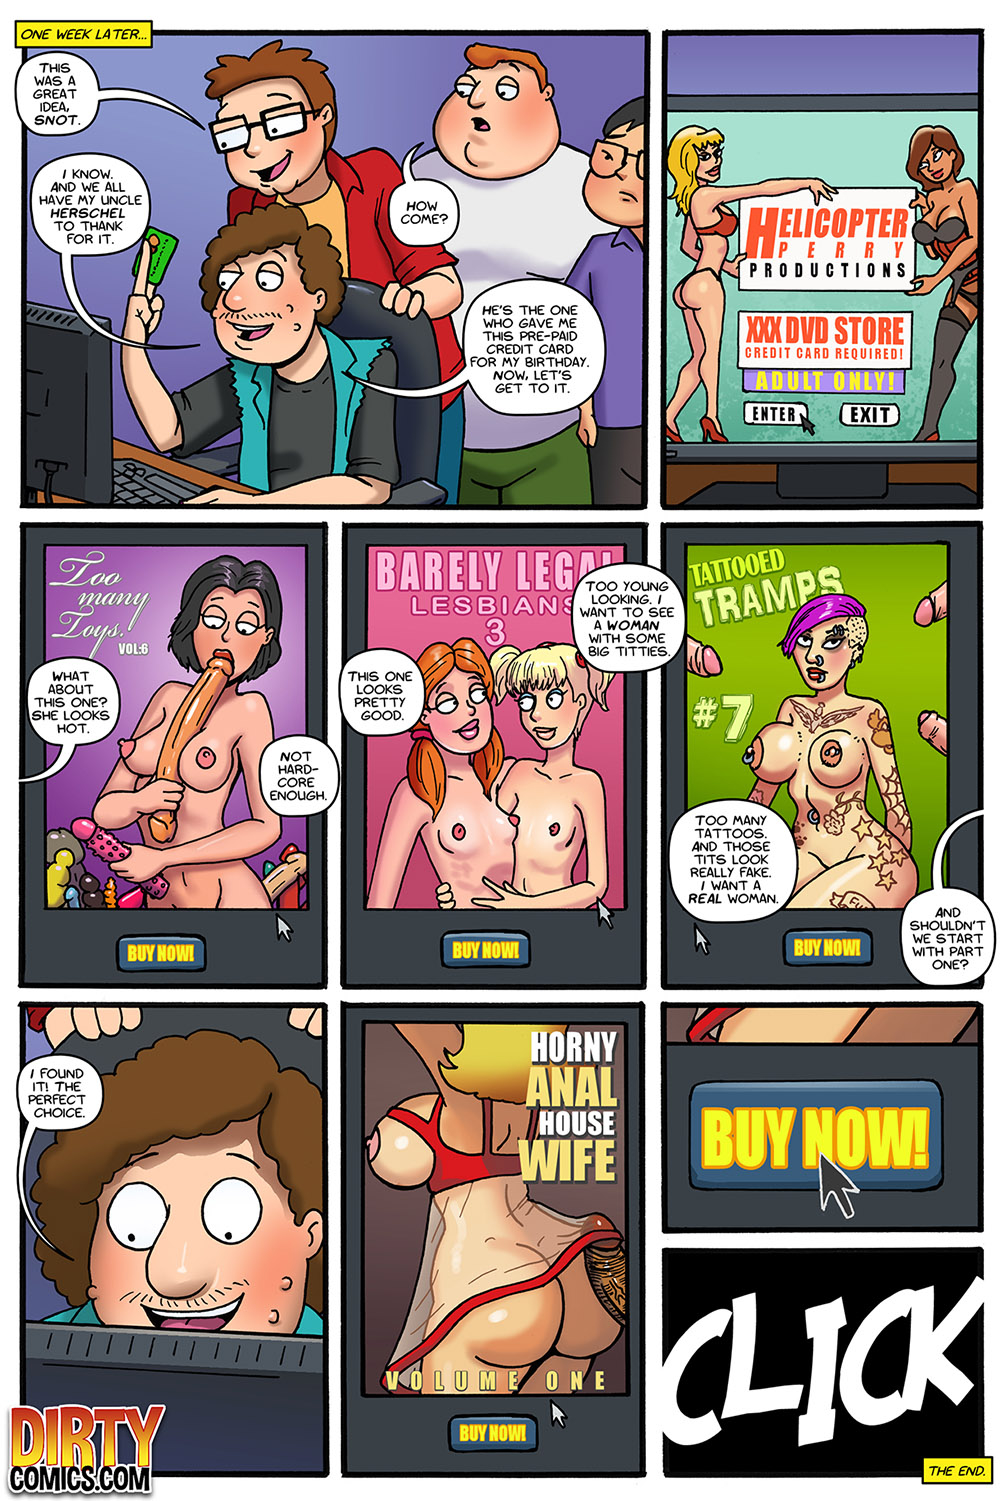 ONE WEEK LATER...
THIS
WAS A
GREAT
IDEA,
SNOT.
I KNOW.
AND WE ALL
HAVE MY UNCLE
HERSCHEL
TO THANK
FOR IT.
HOW
COME?
HE'S THE ONE
WHO GAVE ME
THIS PRE-PAID
CREDIT CARD
FOR MY BIRTHDAY.
NOW, LET'S
GET TO IT.
HELICOPTER
PERRY
PRODUCTIONS
XXX DVD STORE
CREDIT CARD REQUIRED!
ADULT ONLY!
ENTER
EXIT
Too
many
Toys.
VOL:6
WHAT
ABOUT
THIS ONE?
SHE LOOKS
HOT.
NOT
HARD-
CORE
ENOUGH.
BUY NOW!
BARELY LEGAL
LESBIANS
3
THIS ONE
LOOKS
PRETTY
GOOD.
TOO YOUNG
LOOKING. I
WANT TO SEE
A WOMAN
WITH SOME
BIG TITTIES.
BUY NOW!
TATTOOED
TRAMPS
#7
TOO MANY
TATTOOS.
AND THOSE
TITS LOOK
REALLY FAKE.
I WANT A
REAL WOMAN.
AND
SHOULDN'T
WE START
WITH PART
ONE?
BUY NOW!
I FOUND
IT! THE
PERFECT
CHOICE.
HORNY
ANAL
HOUSE
WIFE
VOLUME ONE
BUY NOW!
BUY NOW!
CLICK
THE END.
DIRTY
COMICS.COM